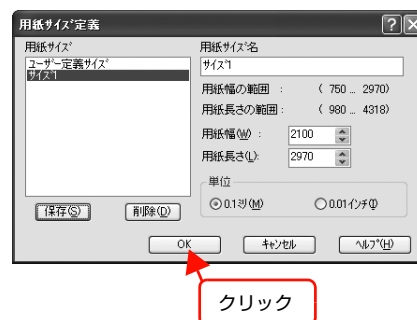 用紙サイズ定義
用紙サイズ
ユーザー定義サイズ
サイズ1
用紙サイズ名
サイズ1
用紙幅の範囲 : ( 750 ... 2970)
用紙長さの範囲 : ( 980 ... 4318)
用紙幅(W) : 2100
用紙長さ(L): 2970
単位
0.1ミリ(M) 0.01インチ(I)
保存(S) 削除(D)
OK キャンセル ヘルプ(H)
クリック